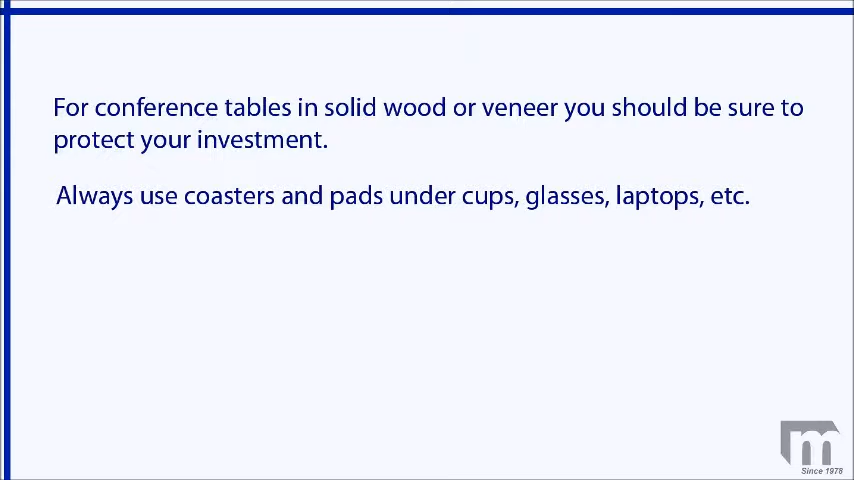 For conference tables in solid wood or veneer you should be sure to
protect your investment.
Always use coasters and pads under cups, glasses, laptops, etc.
m
Since 1978